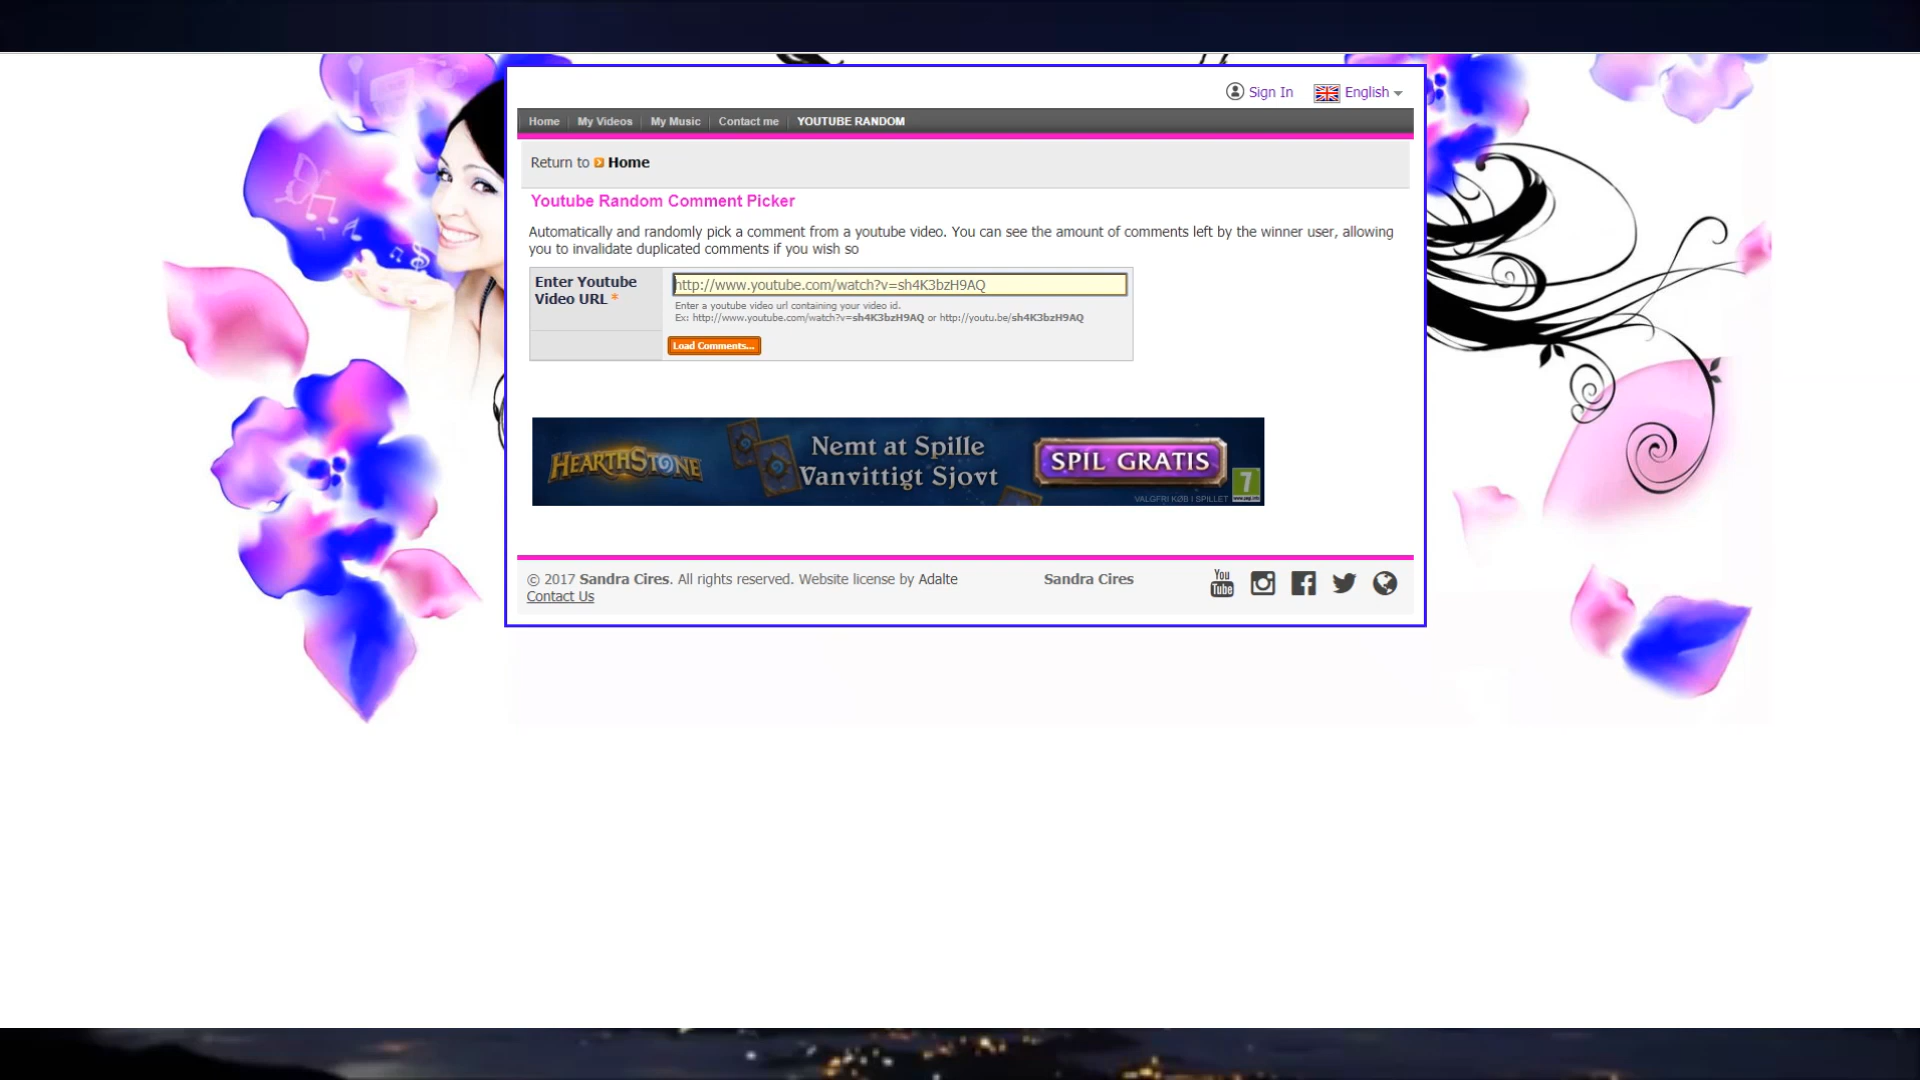 Sign In English
Home My Videos My Music Contact me YOUTUBE RANDOM
Return to Home
Youtube Random Comment Picker
Automatically and randomly pick a comment from a youtube video. You can see the amount of comments left by the winner user, allowing
you to invalidate duplicated comments if you wish so
Enter Youtube
Video URL *
http://www.youtube.com/watch?v=sh4K3bzH9AQ
Enter a youtube video url containing your video id.
Ex: http://www.youtube.com/watch?v=sh4K3bzH9AQ or http://youtu.be/sh4K3bzH9AQ
Load Comments...
HEARTHSTONE
Nemt at Spille
Vanvittigt Sjovt
SPIL GRATIS
7
VALGFRI KØB I SPILLET
© 2017 Sandra Cires. All rights reserved. Website license by Adalte
Contact Us
Sandra Cires
You
Tube